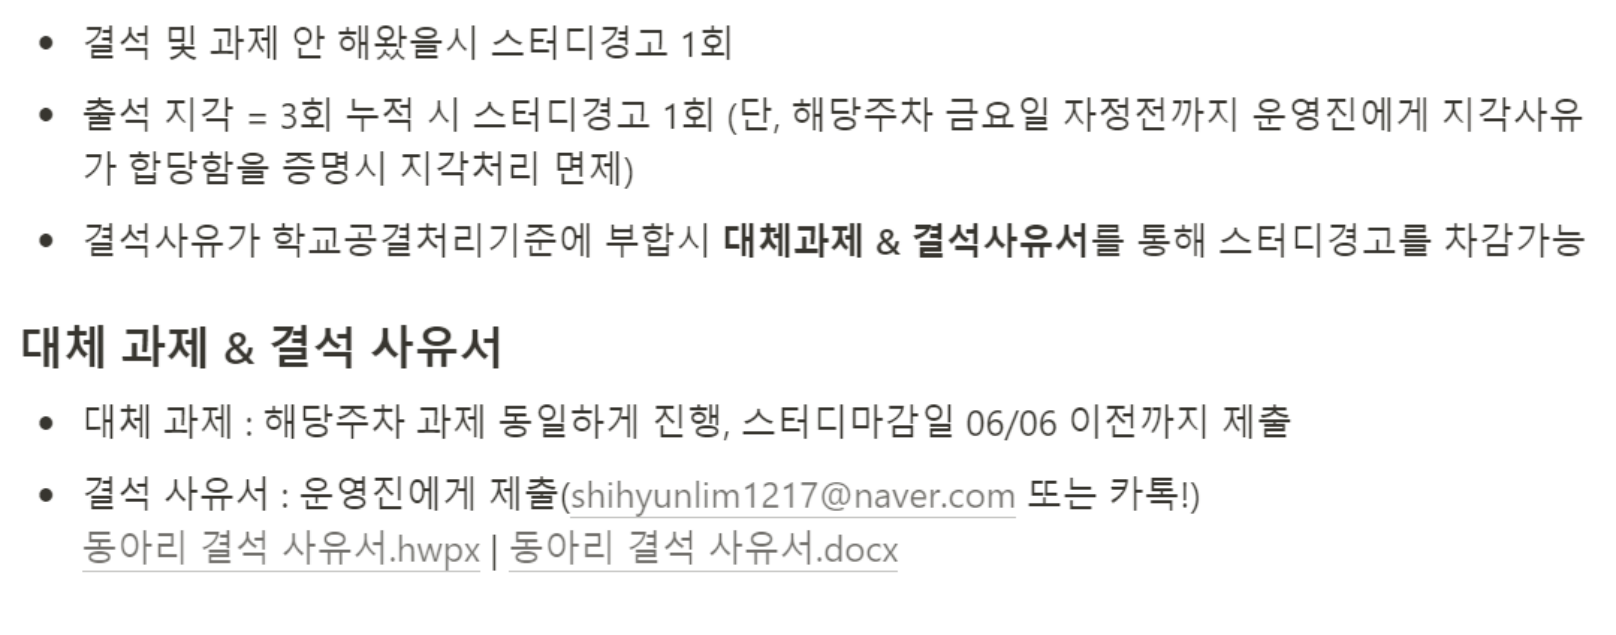 • 결석 및 과제 안 해왔을시 스터디경고 1회
• 출석 지각 = 3회 누적 시 스터디경고 1회 (단, 해당주차 금요일 자정전까지 운영진에게 지각사유
가 합당함을 증명시 지각처리 면제)
• 결석사유가 학교공결처리기준에 부합시 대체과제 & 결석사유서를 통해 스터디경고를 차감가능
대체 과제 & 결석 사유서
• 대체 과제 : 해당주차 과제 동일하게 진행, 스터디마감일 06/06 이전까지 제출
• 결석 사유서 : 운영진에게 제출(shihyunlim1217@naver.com 또는 카톡!)
동아리 결석 사유서.hwpx | 동아리 결석 사유서.docx